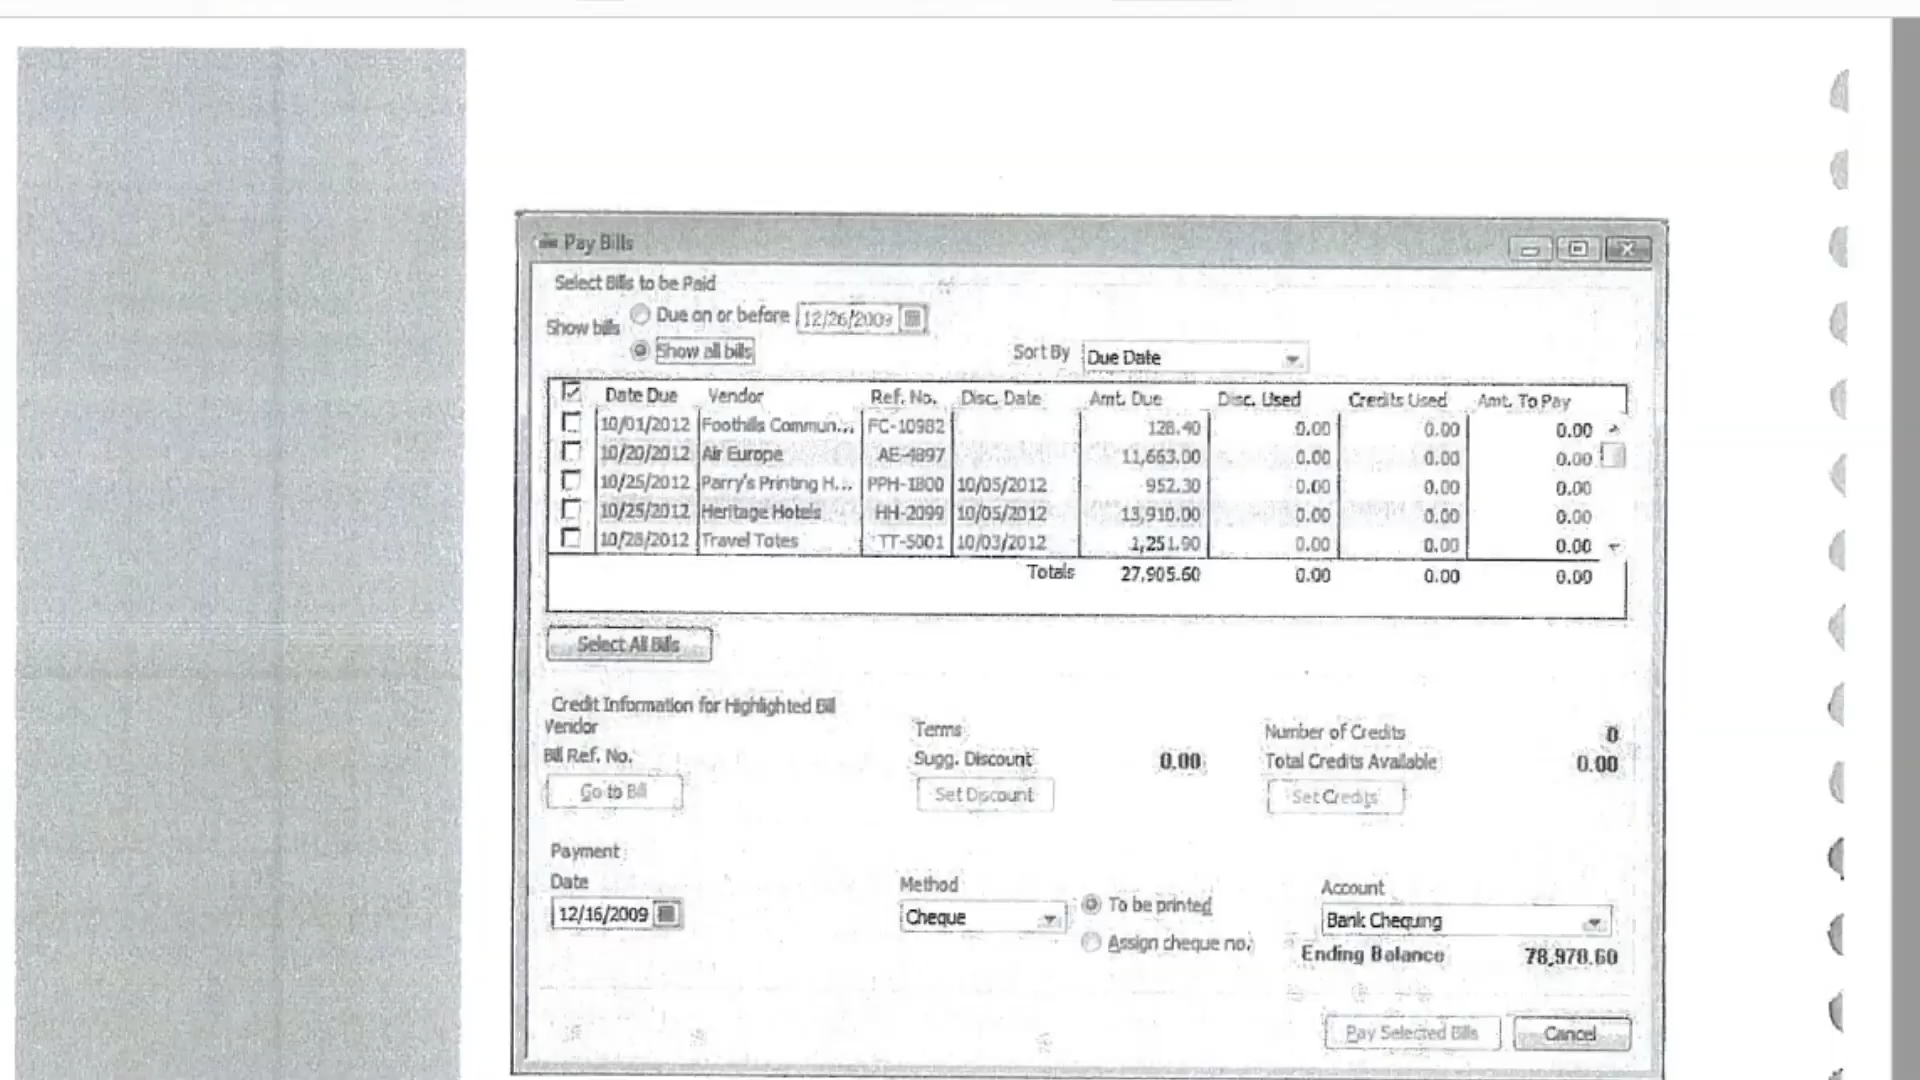 Pay Bills
Select Bills to be Paid
Show bills
Due on or before 12/26/2009
Show all bills
Sort By Due Date
Date Due Vendor Ref. No. Disc. Date Amt. Due Disc. Used Credits Used Amt. To Pay
10/01/2012 Foothills Commun... FC-10982 128.40 0.00 0.00 0.00
10/20/2012 Air Europe AE-4897 11,663.00 0.00 0.00 0.00
10/25/2012 Parry's Printing H... PPH-1800 10/05/2012 952.30 0.00 0.00 0.00
10/25/2012 Heritage Hotels HH-2099 10/05/2012 13,910.00 0.00 0.00 0.00
10/28/2012 Travel Totes TT-5001 10/03/2012 1,251.90 0.00 0.00 0.00
Totals 27,905.60 0.00 0.00 0.00
Select All Bills
Credit Information for Highlighted Bill
Vendor Terms Number of Credits 0
Bill Ref. No. Sugg. Discount 0.00 Total Credits Available 0.00
Go to Bill Set Discount Set Credits
Payment
Date Method Account
12/16/2009 Cheque To be printed Bank Chequing
Assign cheque no. Ending Balance 78,978.60
Pay Selected Bills Cancel